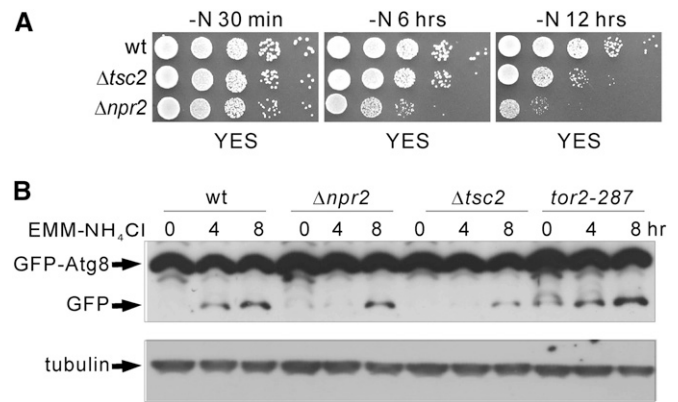 A
-N 30 min -N 6 hrs -N 12 hrs
wt
Δtsc2
Δnpr2
YES YES YES
B
wt Δnpr2 Δtsc2 tor2-287
EMM-NH₄Cl 0 4 8 0 4 8 0 4 8 0 4 8 hr
GFP-Atg8
GFP
tubulin